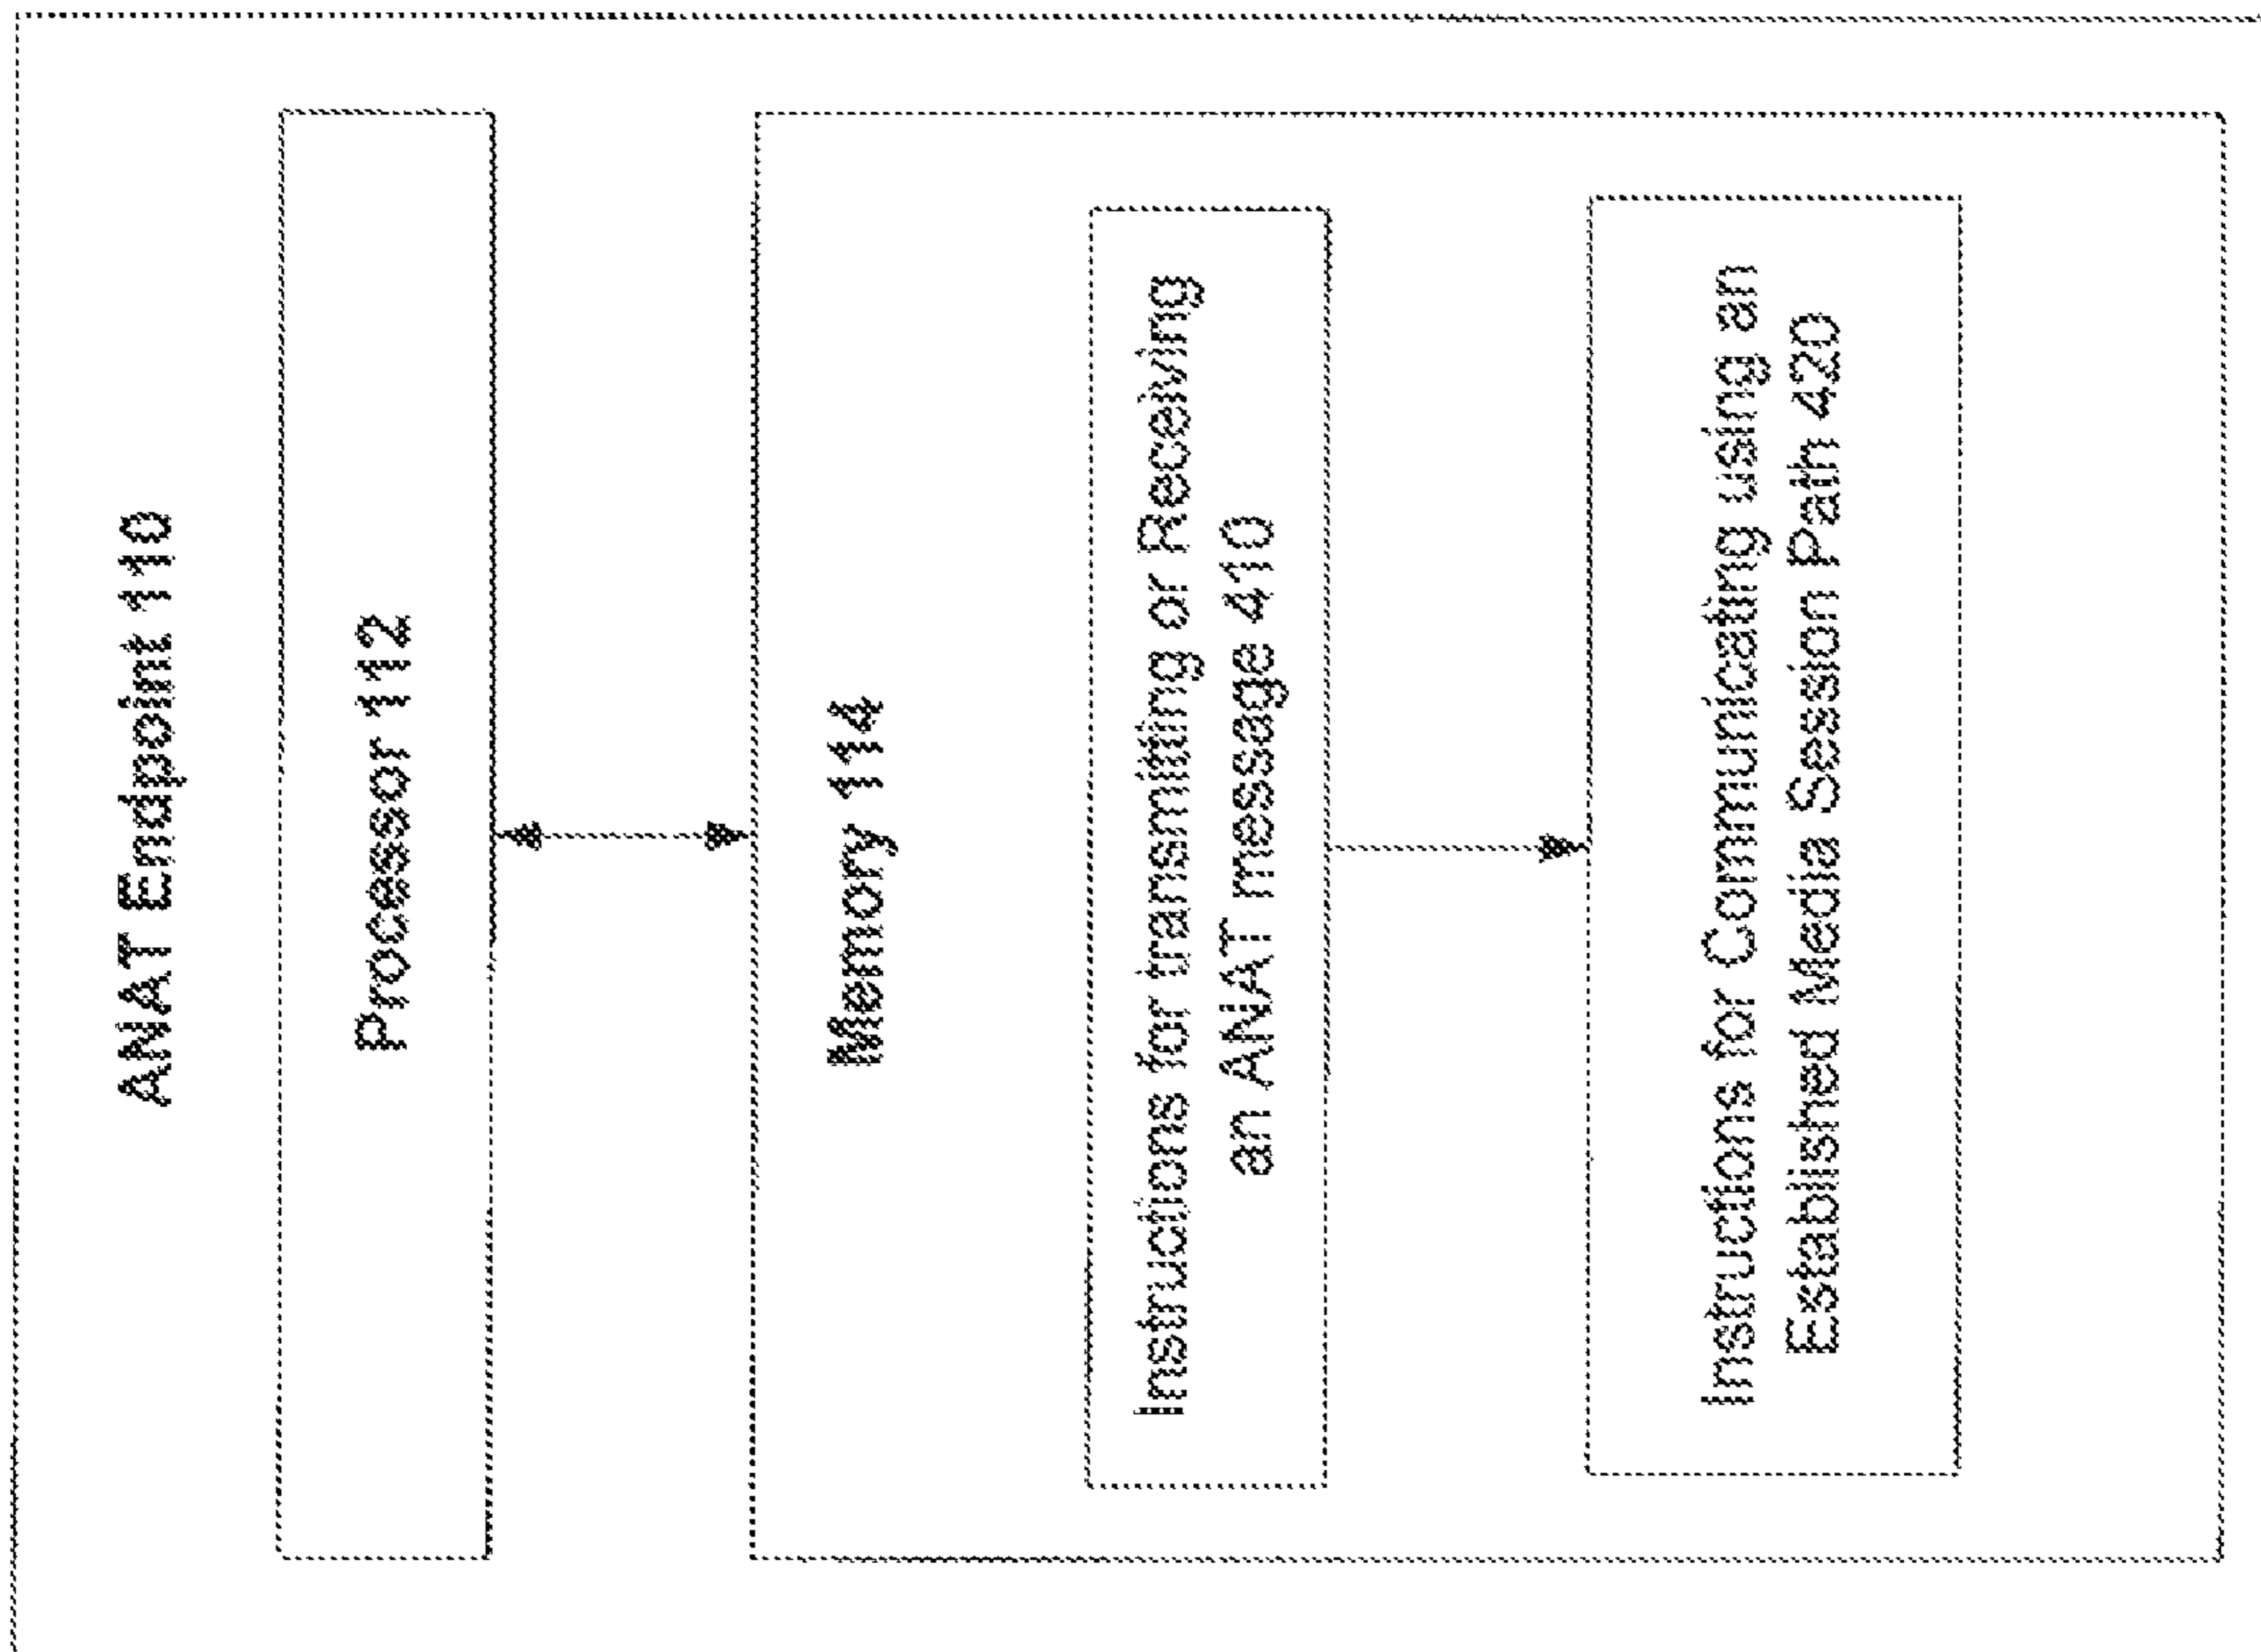 ANAT Endpoint 110
Processor 112
Memory 114
Instructions for transmitting or Receiving
an ANAT message 410
Instructions for Communicating using an
Established Media Session Path 420